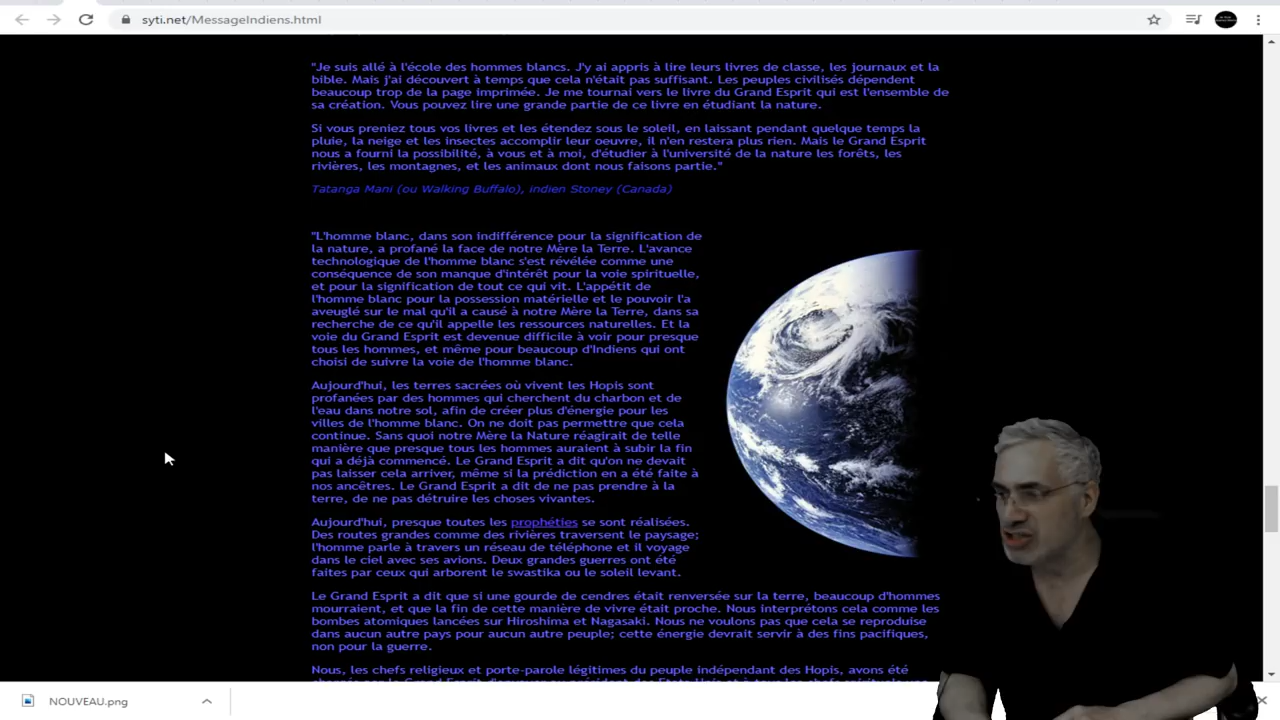 syti.net/MessageIndiens.html
"Je suis allé à l'école des hommes blancs. J'y ai appris à lire leurs livres de classe, les journaux et la
bible. Mais j'ai découvert à temps que cela n'était pas suffisant. Les peuples civilisés dépendent
beaucoup trop de la page imprimée. Je me tournai vers le livre du Grand Esprit qui est l'ensemble de
sa création. Vous pouvez lire une grande partie de ce livre en étudiant la nature.
Si vous preniez tous vos livres et les étendez sous le soleil, en laissant pendant quelque temps la
pluie, la neige et les insectes accomplir leur oeuvre, il n'en restera plus rien. Mais le Grand Esprit
nous a fourni la possibilité, à vous et à moi, d'étudier à l'université de la nature les forêts, les
rivières, les montagnes, et les animaux dont nous faisons partie."
Tatanga Mani (ou Walking Buffalo), indien Stoney (Canada)
"L'homme blanc, dans son indifférence pour la signification de
la nature, a profané la face de notre Mère la Terre. L'avance
technologique de l'homme blanc s'est révélée comme une
conséquence de son manque d'intérêt pour la voie spirituelle,
et pour la signification de tout ce qui vit. L'appétit de
l'homme blanc pour la possession matérielle et le pouvoir l'a
aveuglé sur le mal qu'il a causé à notre Mère la Terre, dans sa
recherche de ce qu'il appelle les ressources naturelles. Et la
voie du Grand Esprit est devenue difficile à voir pour presque
tous les hommes, et même pour beaucoup d'Indiens qui ont
choisi de suivre la voie de l'homme blanc.
Aujourd'hui, les terres sacrées où vivent les Hopis sont
profanées par des hommes qui cherchent du charbon et de
l'eau dans notre sol, afin de créer plus d'énergie pour les
villes de l'homme blanc. On ne doit pas permettre que cela
continue. Sans quoi notre Mère la Nature réagirait de telle
manière que presque tous les hommes auraient à subir la fin
qui a déjà commencé. Le Grand Esprit a dit qu'on ne devait
pas laisser cela arriver, même si la prédiction en a été faite à
nos ancêtres. Le Grand Esprit a dit de ne pas prendre à la
terre, de ne pas détruire les choses vivantes.
Aujourd'hui, presque toutes les prophéties se sont réalisées.
Des routes grandes comme des rivières traversent le paysage;
l'homme parle à travers un réseau de téléphone et il voyage
dans le ciel avec ses avions. Deux grandes guerres ont été
faites par ceux qui arborent le swastika ou le soleil levant.
Le Grand Esprit a dit que si une gourde de cendres était renversée sur la terre, beaucoup d'hommes
mourraient, et que la fin de cette manière de vivre était proche. Nous interprétons cela comme les
bombes atomiques lancées sur Hiroshima et Nagasaki. Nous ne voulons pas que cela se reproduise
dans aucun autre pays pour aucun autre peuple; cette énergie devrait servir à des fins pacifiques,
non pour la guerre.
Nous, les chefs religieux et porte-parole légitimes du peuple indépendant des Hopis, avons été
NOUVEAU.png